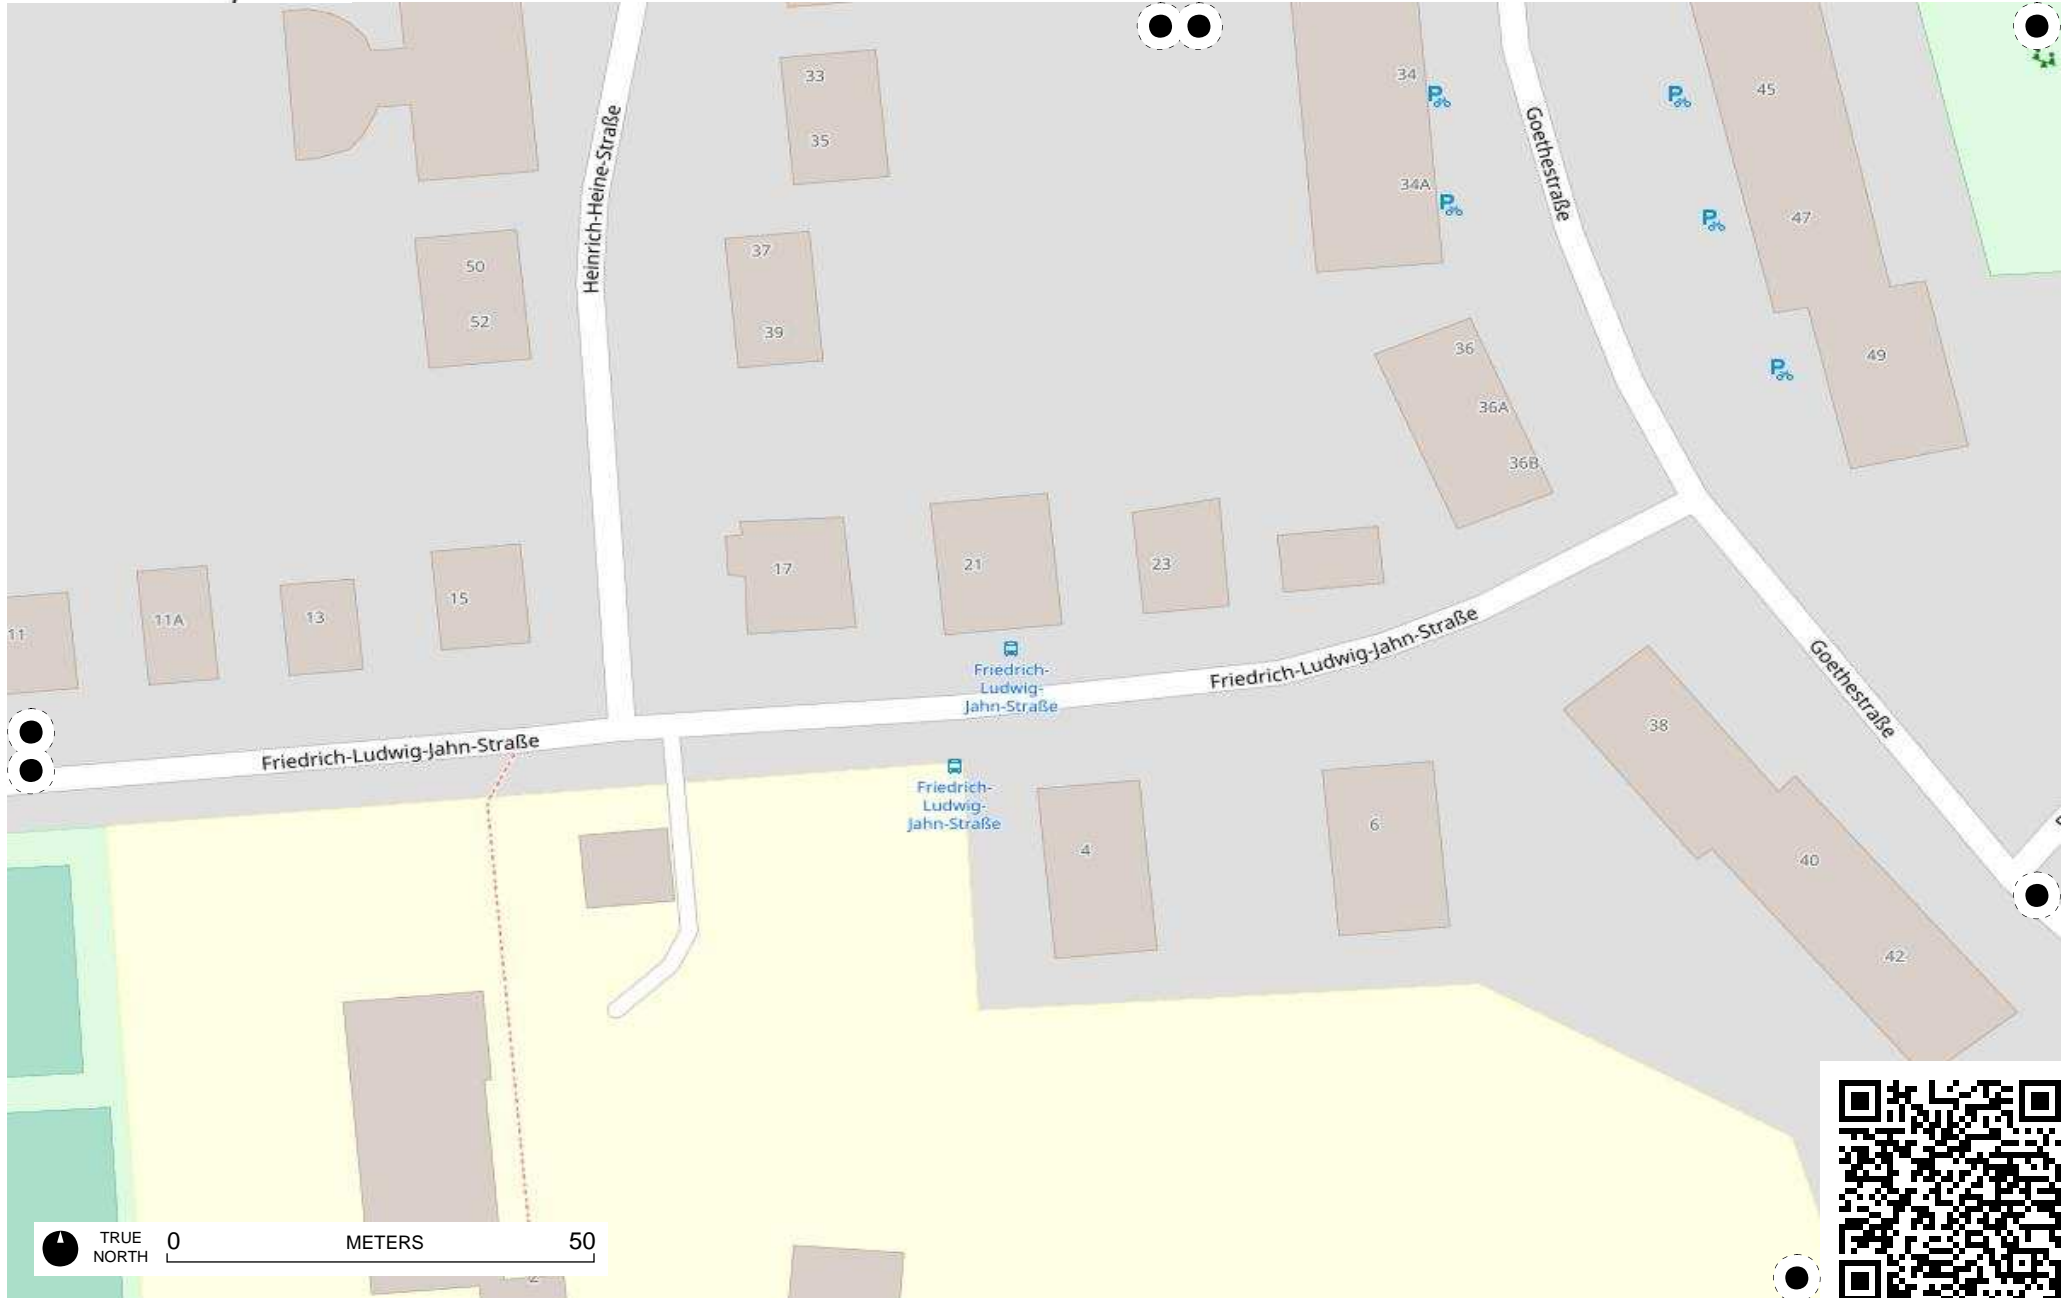 33
34
45
35
Heinrich-Heine-Straße
Goethestraße
34A
47
37
50
52
39
36
49
36A
36B
17
21
23
15
13
11A
11
Friedrich-
Ludwig-
Jahn-Straße
Friedrich-Ludwig-Jahn-Straße
Goethestraße
Friedrich-Ludwig-Jahn-Straße
38
Friedrich-
Ludwig-
Jahn-Straße
4
6
40
42
TRUE
NORTH
0
METERS
50
2